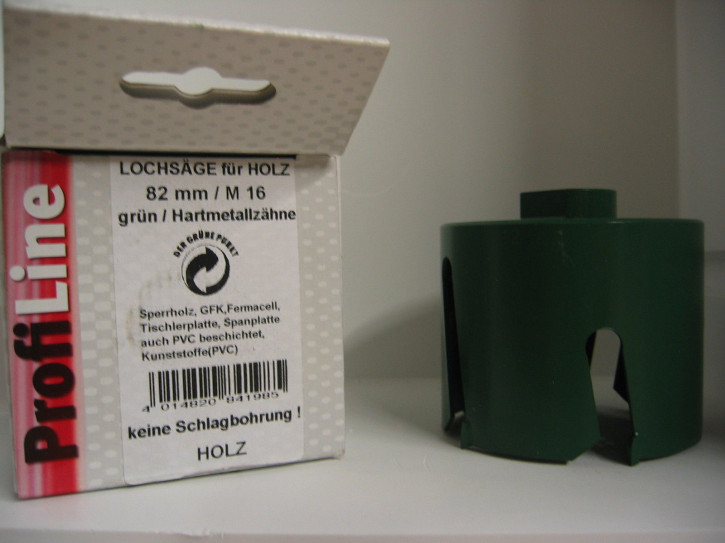 LOCHSÄGE für HOLZ
82 mm / M 16
grün / Hartmetallzähne
DER GRÜNE PUNKT
Sperrholz, GFK,Fermacell,
Tischlerplatte, Spanplatte
auch PVC beschichtet,
Kunststoffe(PVC)
4 014820 841985
keine Schlagbohrung !
HOLZ
ProfiLine